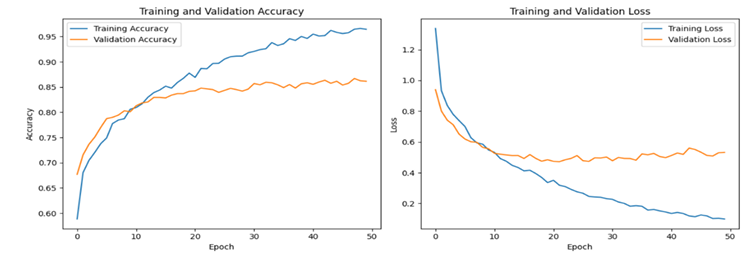 Training and Validation Accuracy
Training Accuracy
Validation Accuracy
0.95
0.90
0.85
0.80
0.75
0.70
0.65
0.60
Accuracy
0
10
20
30
40
50
Epoch
Training and Validation Loss
Training Loss
Validation Loss
1.2
1.0
0.8
0.6
0.4
0.2
Loss
0
10
20
30
40
50
Epoch